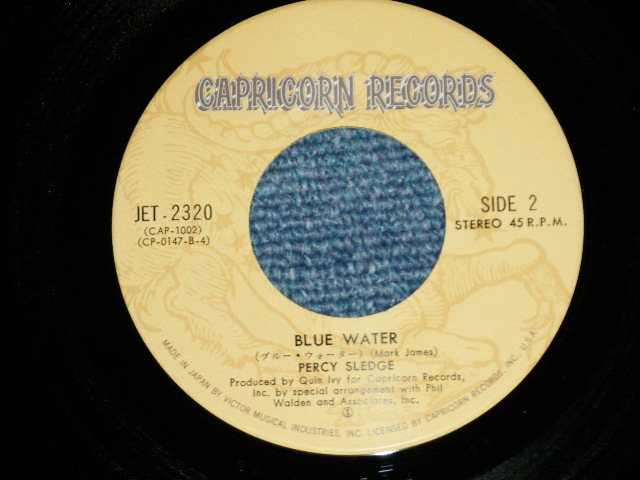 CAPRICORN RECORDS
JET-2320
(CAP-1002)
(CP-0147-B-4)
SIDE 2
STEREO 45 R.P.M.
BLUE WATER
(ブルー・ウォーター) (Mark James)
PERCY SLEDGE
Produced by Quin Ivy for Capricorn Records,
Inc. by special arrangement with Phil
Walden and Associates, Inc.
MADE IN JAPAN BY VICTOR MUSICAL INDUSTRIES, INC. LICENSED BY CAPRICORN RECORDS INC. U.S.A